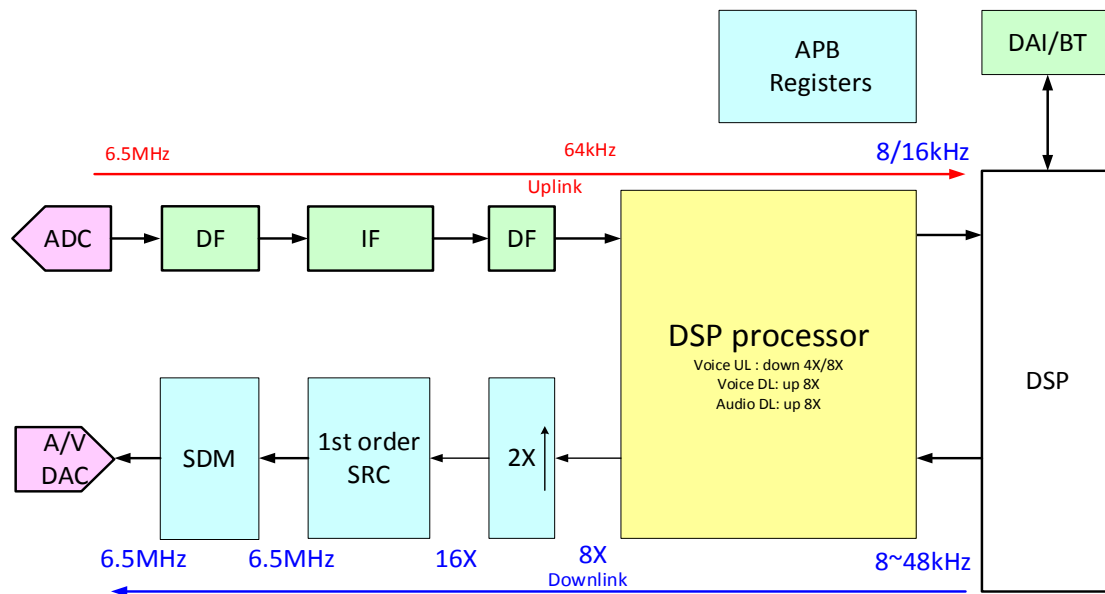 APB
Registers
DAI/BT
6.5MHz
64kHz
8/16kHz
Uplink
ADC
DF
IF
DF
DSP processor
Voice UL : down 4X/8X
Voice DL: up 8X
Audio DL: up 8X
DSP
A/V
DAC
SDM
1st order
SRC
2X
6.5MHz
6.5MHz
16X
8X
8~48kHz
Downlink